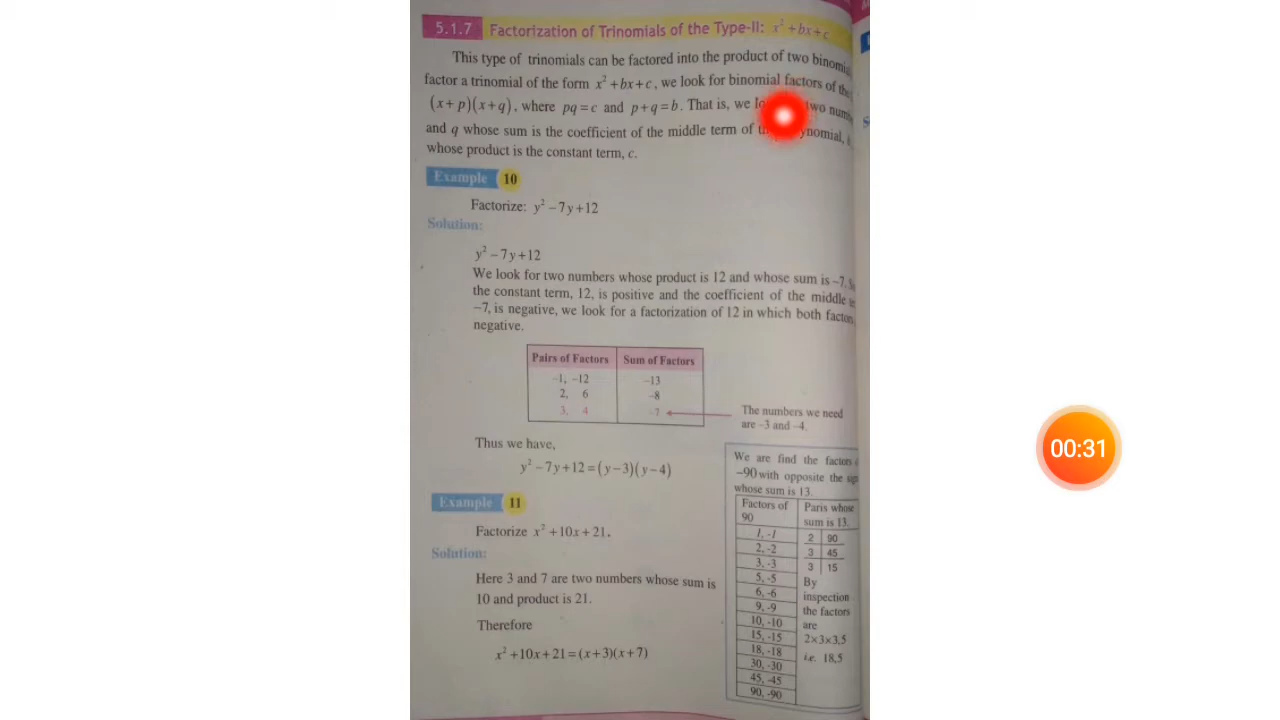 5.1.7 Factorization of Trinomials of the Type-II: x² + bx + c
This type of trinomials can be factored into the product of two binomial
factor a trinomial of the form x² + bx + c, we look for binomial factors of the
(x + p)(x + q), where pq = c and p + q = b. That is, we two
and q whose sum is the coefficient of the middle term of
whose product is the constant term, c.
Example 10
Factorize: y² − 7y + 12
Solution:
y² − 7y + 12
We look for two numbers whose product is 12 and whose sum is −7.
the constant term, 12, is positive and the coefficient of the middle
−7, is negative, we look for a factorization of 12 in which both factors
negative.
Pairs of Factors Sum of Factors
−1, −12 −13
2, 6 −8
3, 4 −7
The numbers we need
are −3 and −4.
Thus we have,
y² − 7y + 12 = (y − 3)(y − 4)
Example 11
Factorize x² + 10x + 21.
Solution:
Here 3 and 7 are two numbers whose sum is
10 and product is 21.
Therefore
x² + 10x + 21 = (x + 3)(x + 7)
We are find the factors
−90 with opposite the
whose sum is 13.
Factors of
90
1, -1
2, -2
3, -3
5, -5
6, -6
9, -9
10, -10
15, -15
18, -18
30, -30
45, -45
90, -90
Paris whose
sum is 13.
2 90
3 45
3 15
By
inspection
the factors
are
2×3×3,5
i.e. 18,5
00:31